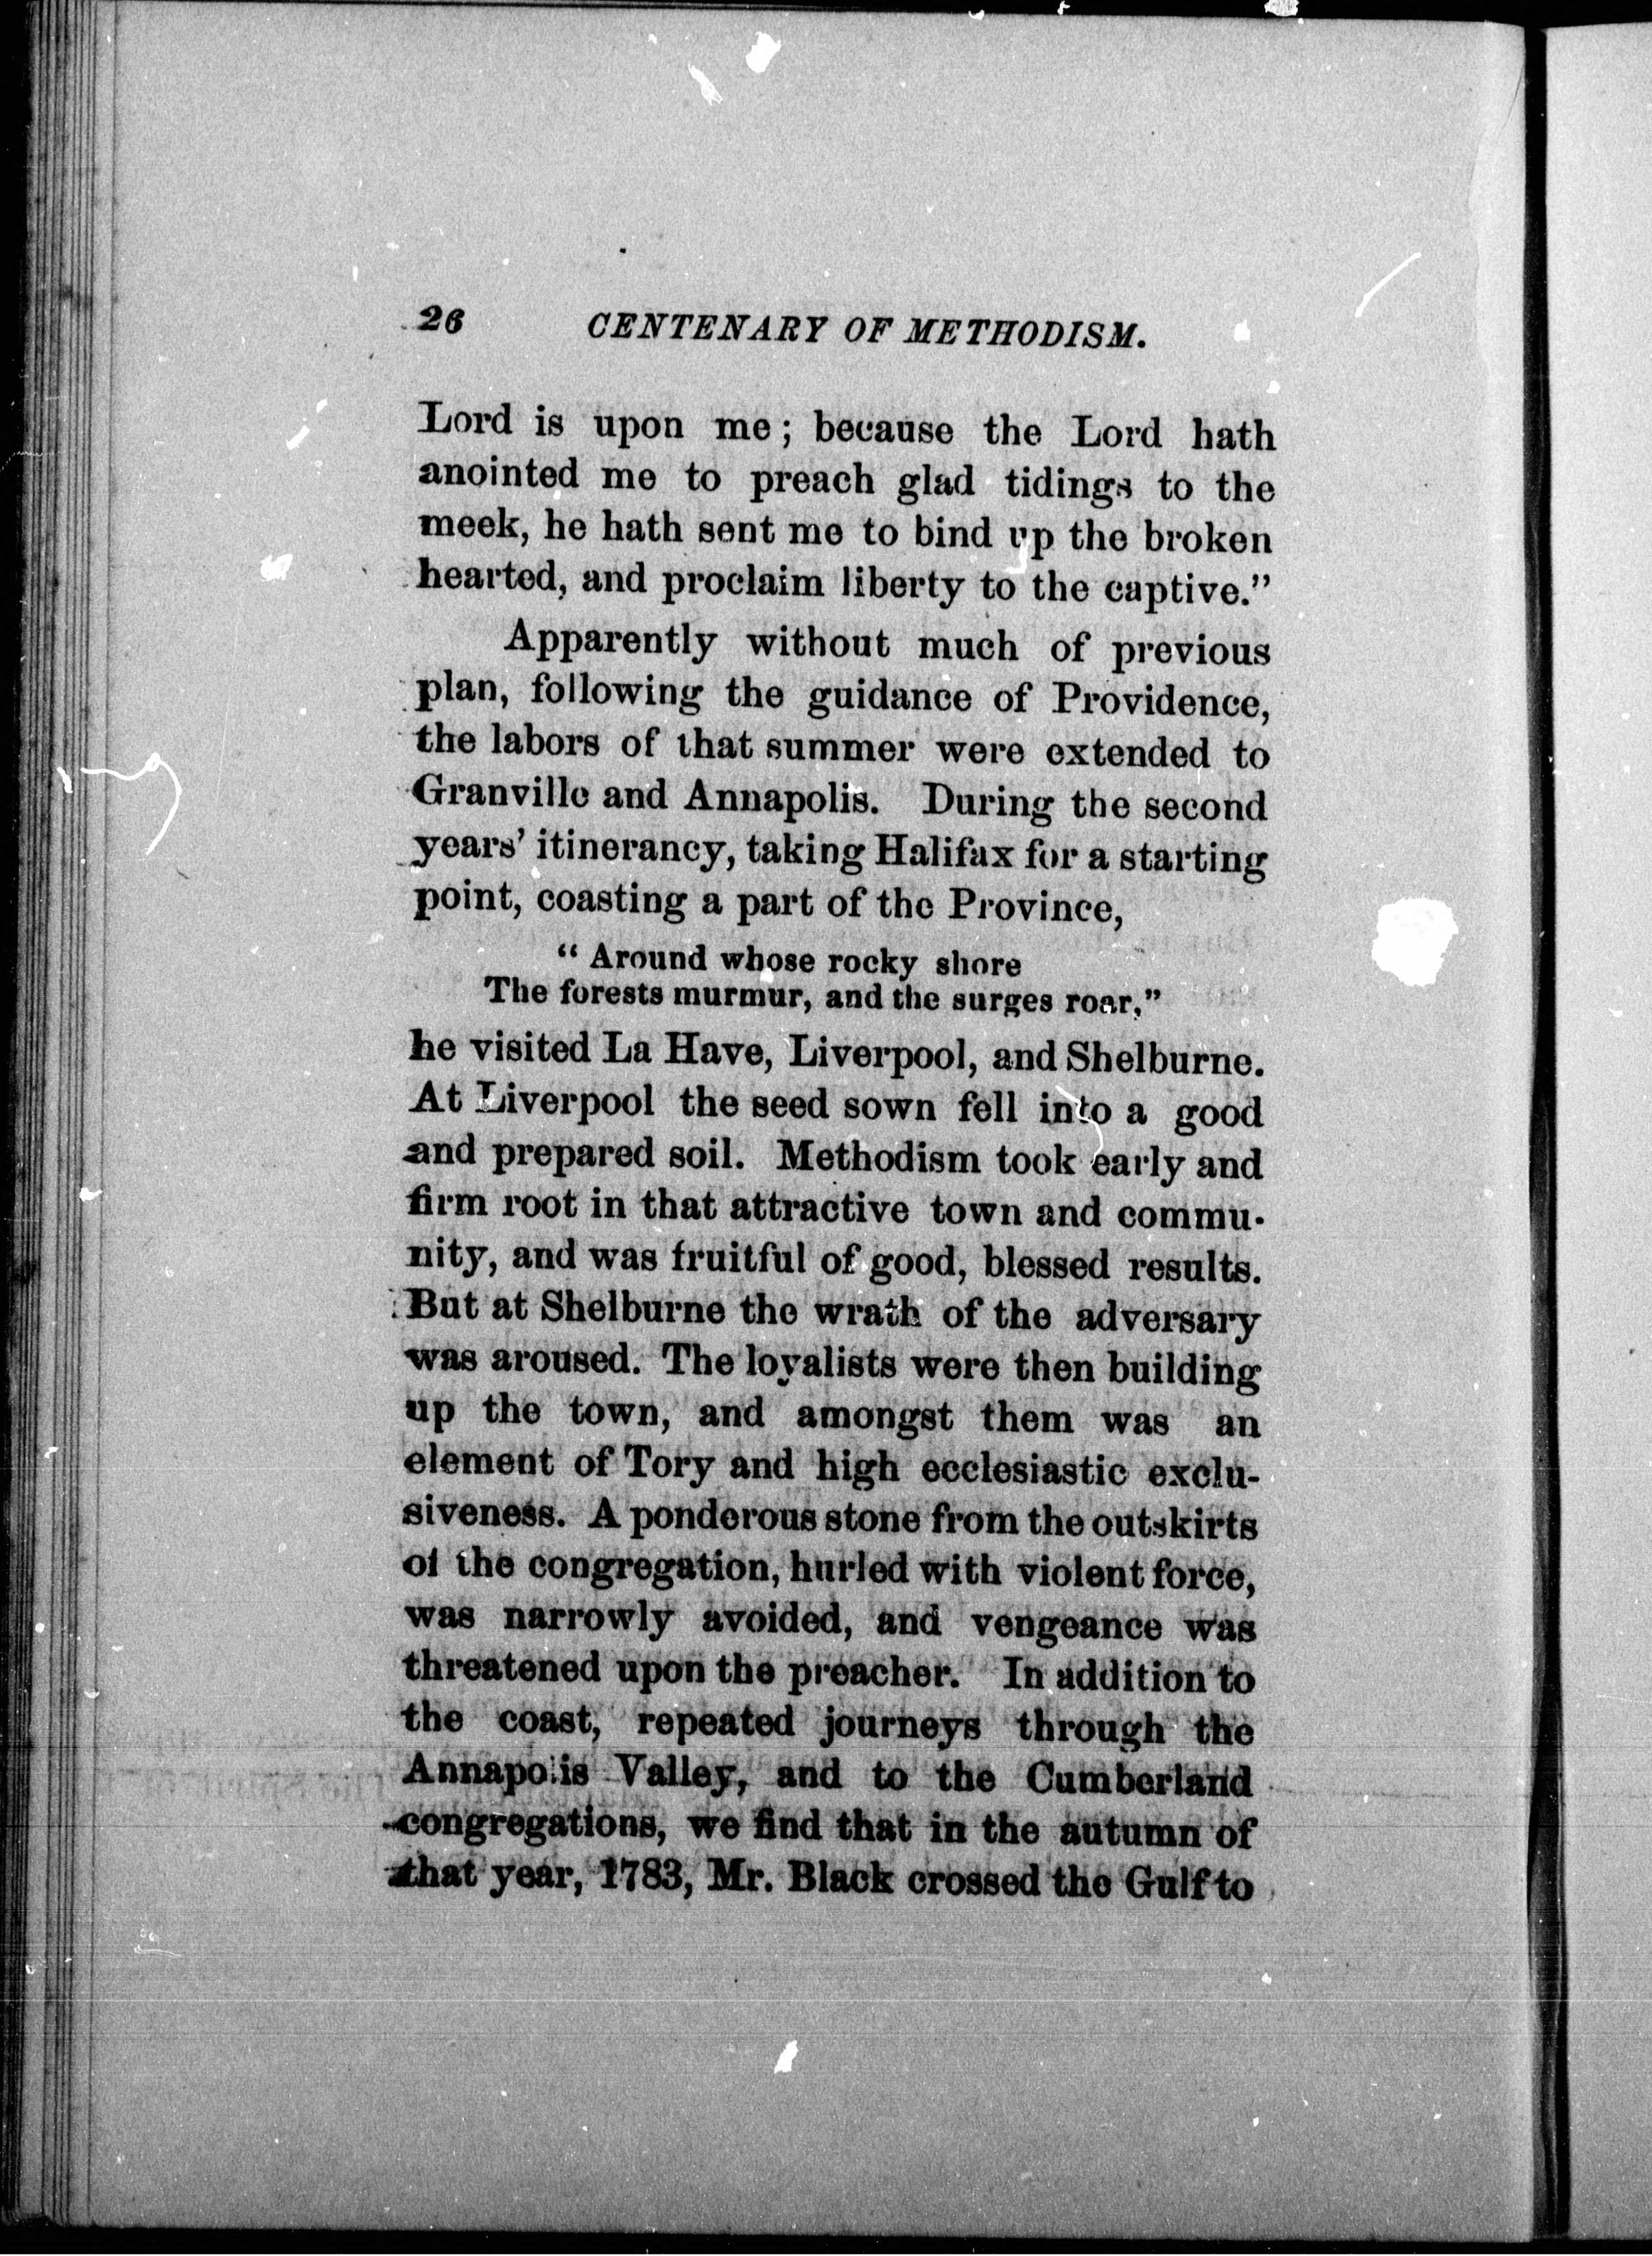 26 CENTENARY OF METHODISM.
Lord is upon me; because the Lord hath
anointed me to preach glad tidings to the
meek, he hath sent me to bind up the broken
hearted, and proclaim liberty to the captive."
Apparently without much of previous
plan, following the guidance of Providence,
the labors of that summer were extended to
Granville and Annapolis. During the second
years' itinerancy, taking Halifax for a starting
point, coasting a part of the Province,
" Around whose rocky shore
The forests murmur, and the surges roar,"
he visited La Have, Liverpool, and Shelburne.
At Liverpool the seed sown fell into a good
and prepared soil. Methodism took early and
firm root in that attractive town and commu-
nity, and was fruitful of good, blessed results.
But at Shelburne the wrath of the adversary
was aroused. The loyalists were then building
up the town, and amongst them was an
element of Tory and high ecclesiastic exclu-
siveness. A ponderous stone from the outskirts
of the congregation, hurled with violent force,
was narrowly avoided, and vengeance was
threatened upon the preacher. In addition to
the coast, repeated journeys through the
Annapolis Valley, and to the Cumberland
congregations, we find that in the autumn of
that year, 1783, Mr. Black crossed the Gulf to